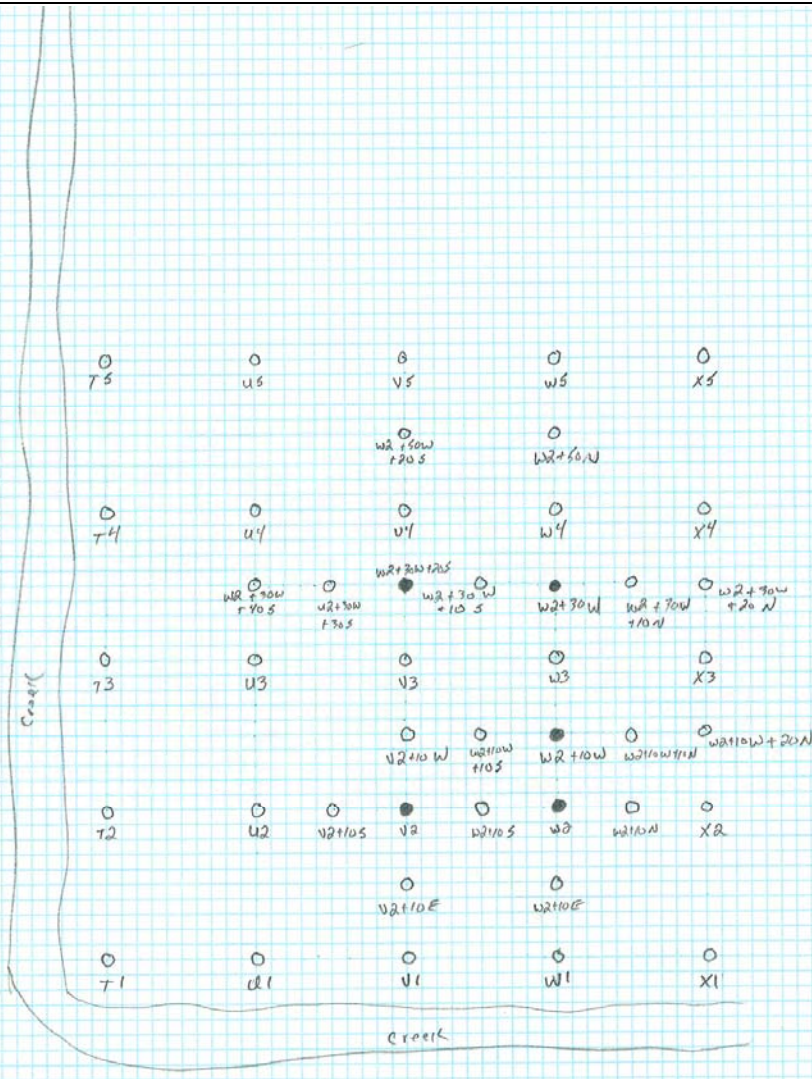 T5 U5 V5 W5 X5
W2+50W W2+50N
+20S
T4 U4 V4 W4 X4
W2+30W+20S
W2+30W W2+30W W2+30W W2+30W W2+30W W2+30W
+40S +30S +10S +10N +20N
T3 U3 V3 W3 X3
Creek
V2+10W W2+10W W2+10W W2+10W+10N W2+10W+20N
+10S
T2 U2 V2+10S V2 W2+10S W2 W2+10N X2
V2+10E W2+10E
T1 U1 V1 W1 X1
Creek